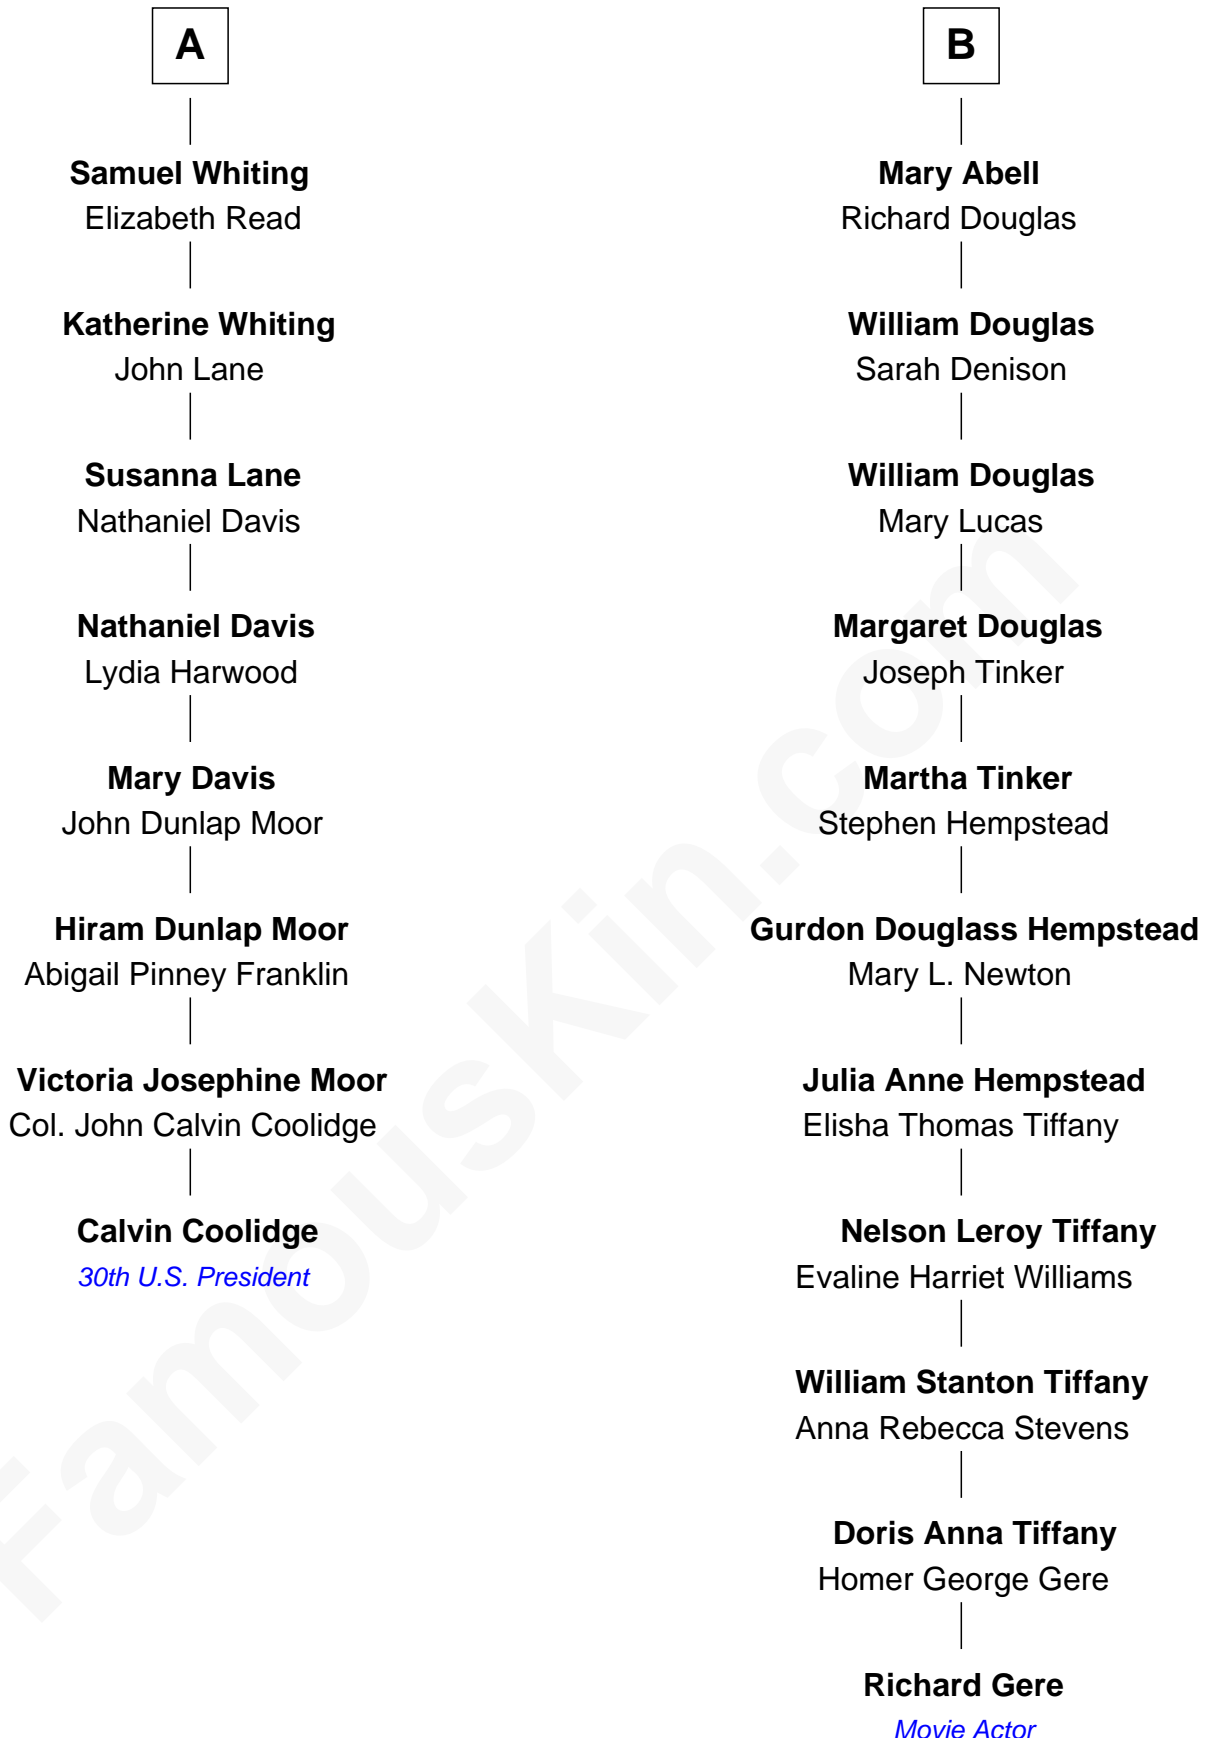 A
Samuel Whiting
Elizabeth Read
Katherine Whiting
John Lane
Susanna Lane
Nathaniel Davis
Nathaniel Davis
Lydia Harwood
Mary Davis
John Dunlap Moor
Hiram Dunlap Moor
Abigail Pinney Franklin
Victoria Josephine Moor
Col. John Calvin Coolidge
Calvin Coolidge
30th U.S. President
B
Mary Abell
Richard Douglas
William Douglas
Sarah Denison
William Douglas
Mary Lucas
Margaret Douglas
Joseph Tinker
Martha Tinker
Stephen Hempstead
Gurdon Douglass Hempstead
Mary L. Newton
Julia Anne Hempstead
Elisha Thomas Tiffany
Nelson Leroy Tiffany
Evaline Harriet Williams
William Stanton Tiffany
Anna Rebecca Stevens
Doris Anna Tiffany
Homer George Gere
Richard Gere
Movie Actor
FamousKin.com